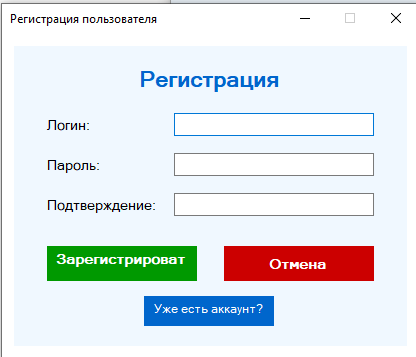 Регистрация пользователя
Регистрация
Логин:
Пароль:
Подтверждение:
Зарегистрироват
Отмена
Уже есть аккаунт?